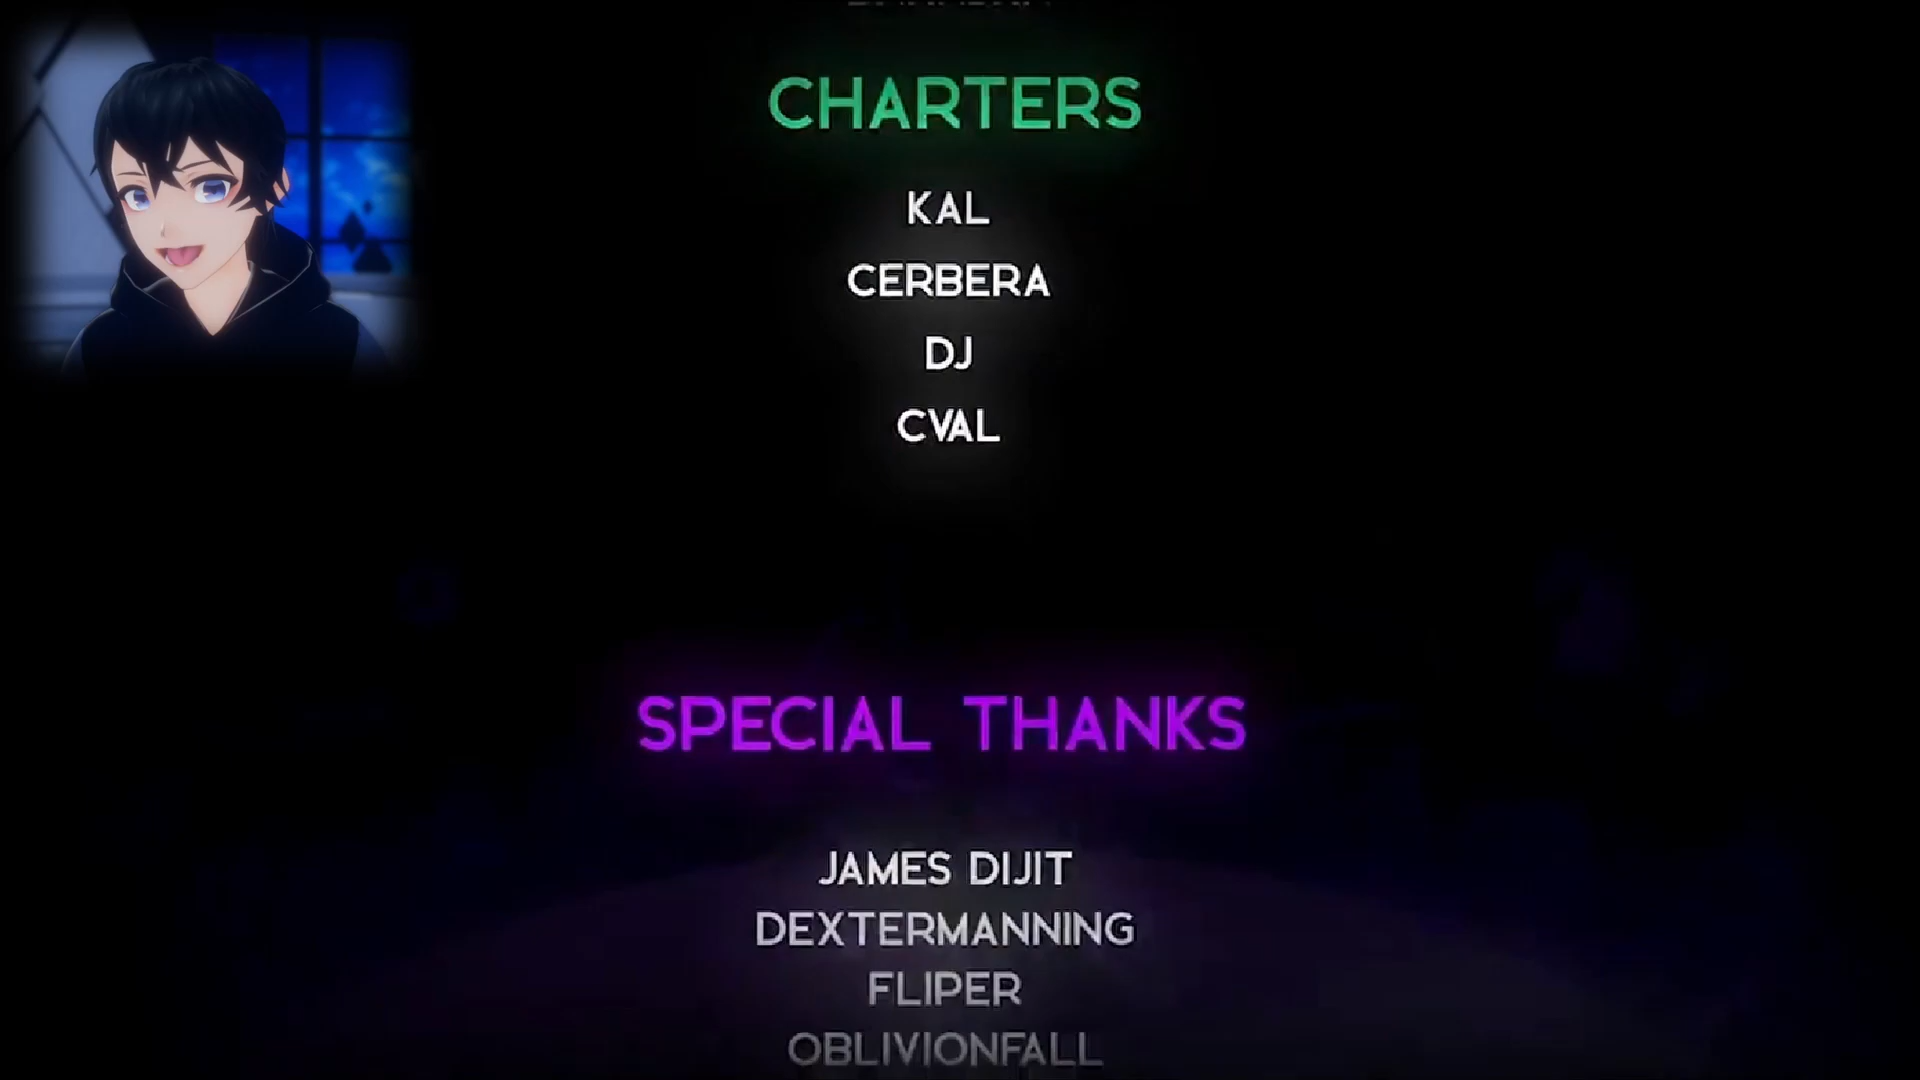 CHARTERS
KAL
CERBERA
DJ
CVAL
SPECIAL THANKS
JAMES DIJIT
DEXTERMANNING
FLIPER
OBLIVIONFALL